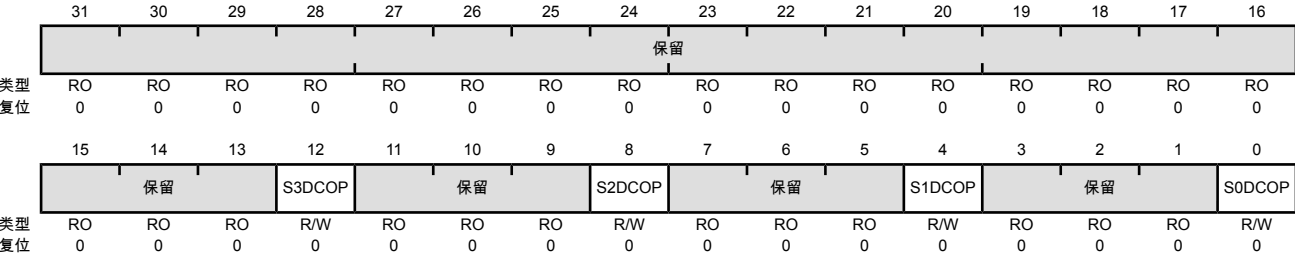 31 30 29 28 27 26 25 24 23 22 21 20 19 18 17 16
保留
类型 RO RO RO RO RO RO RO RO RO RO RO RO RO RO RO RO
复位 0 0 0 0 0 0 0 0 0 0 0 0 0 0 0 0
15 14 13 12 11 10 9 8 7 6 5 4 3 2 1 0
保留 S3DCOP 保留 S2DCOP 保留 S1DCOP 保留 S0DCOP
类型 RO RO RO R/W RO RO RO R/W RO RO RO R/W RO RO RO R/W
复位 0 0 0 0 0 0 0 0 0 0 0 0 0 0 0 0